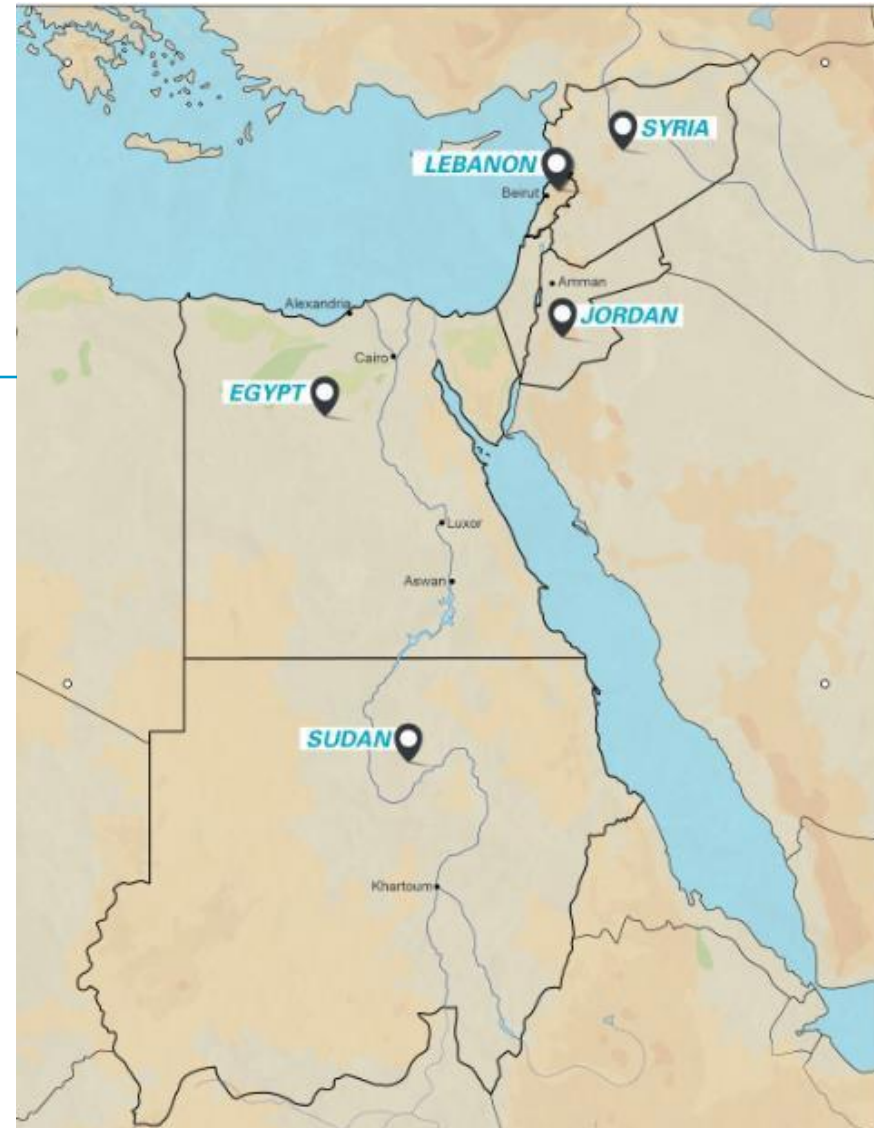 SYRIA
LEBANON
Beirut
Amman
Alexandria
JORDAN
Cairo
EGYPT
Luxor
Aswan
SUDAN
Khartoum